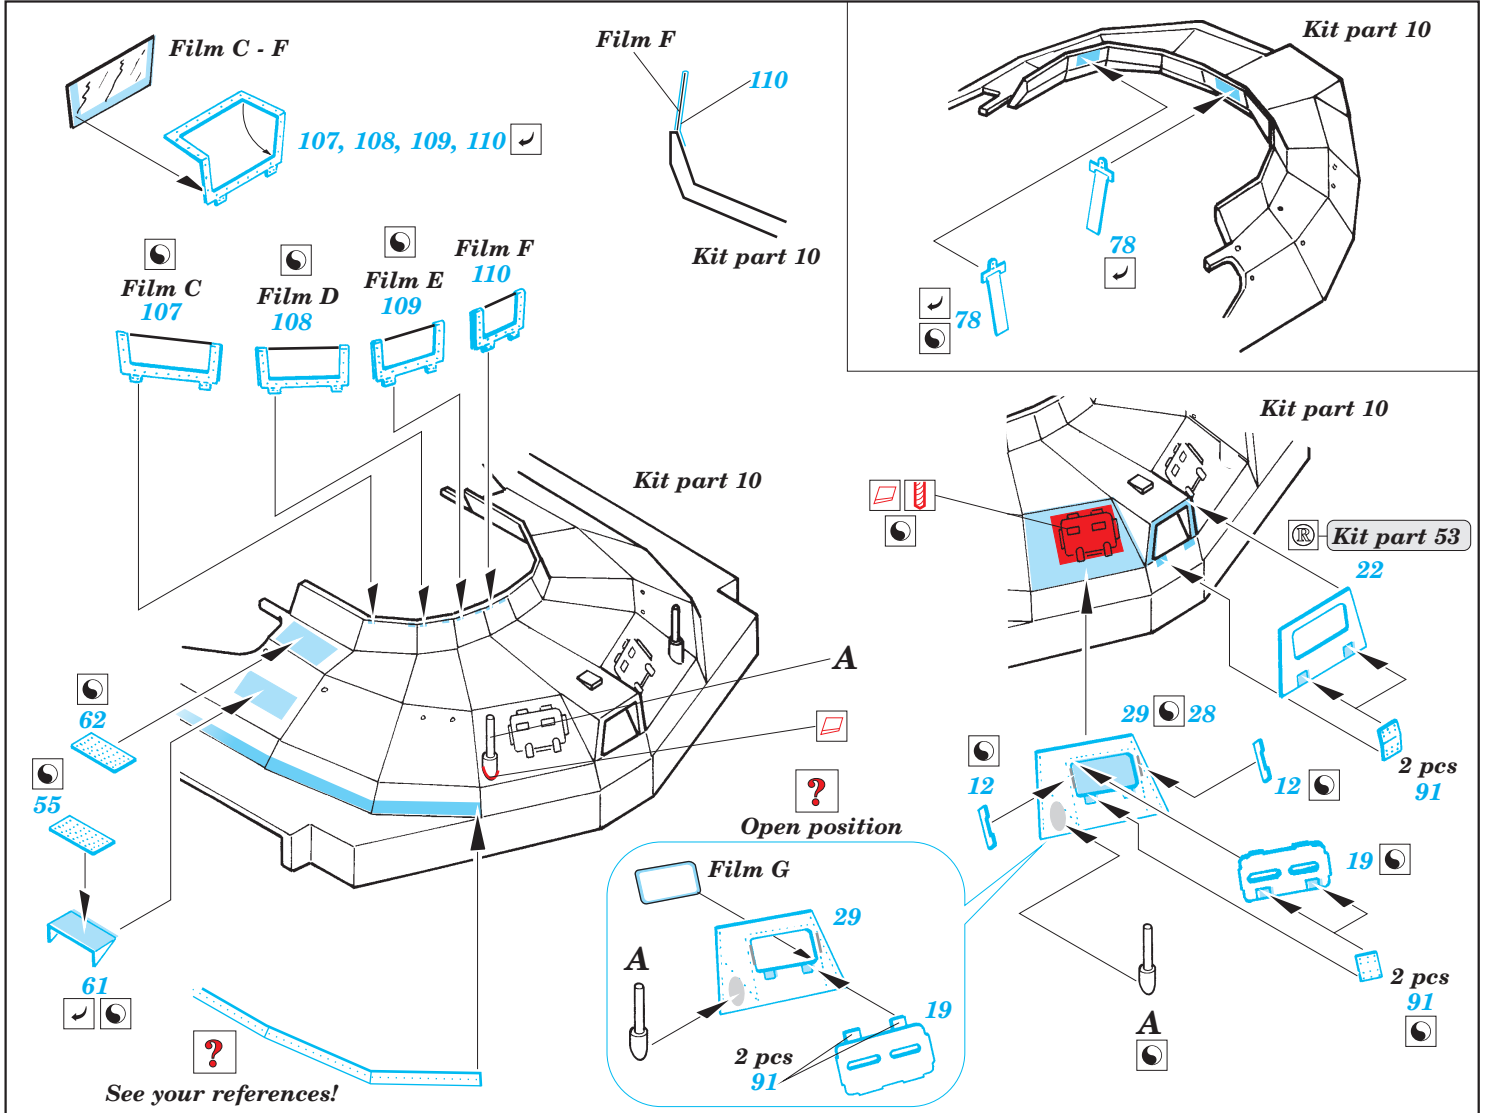 Film C - F
107, 108, 109, 110
Film F
110
Kit part 10
Kit part 10
78
78
Film C
107
Film D
108
Film E
109
Film F
110
Kit part 10
A
62
55
61
?
See your references!
Kit part 10
R
Kit part 53
22
2 pcs
91
29
28
12
12
19
2 pcs
91
A
?
Open position
Film G
29
A
19
2 pcs
91